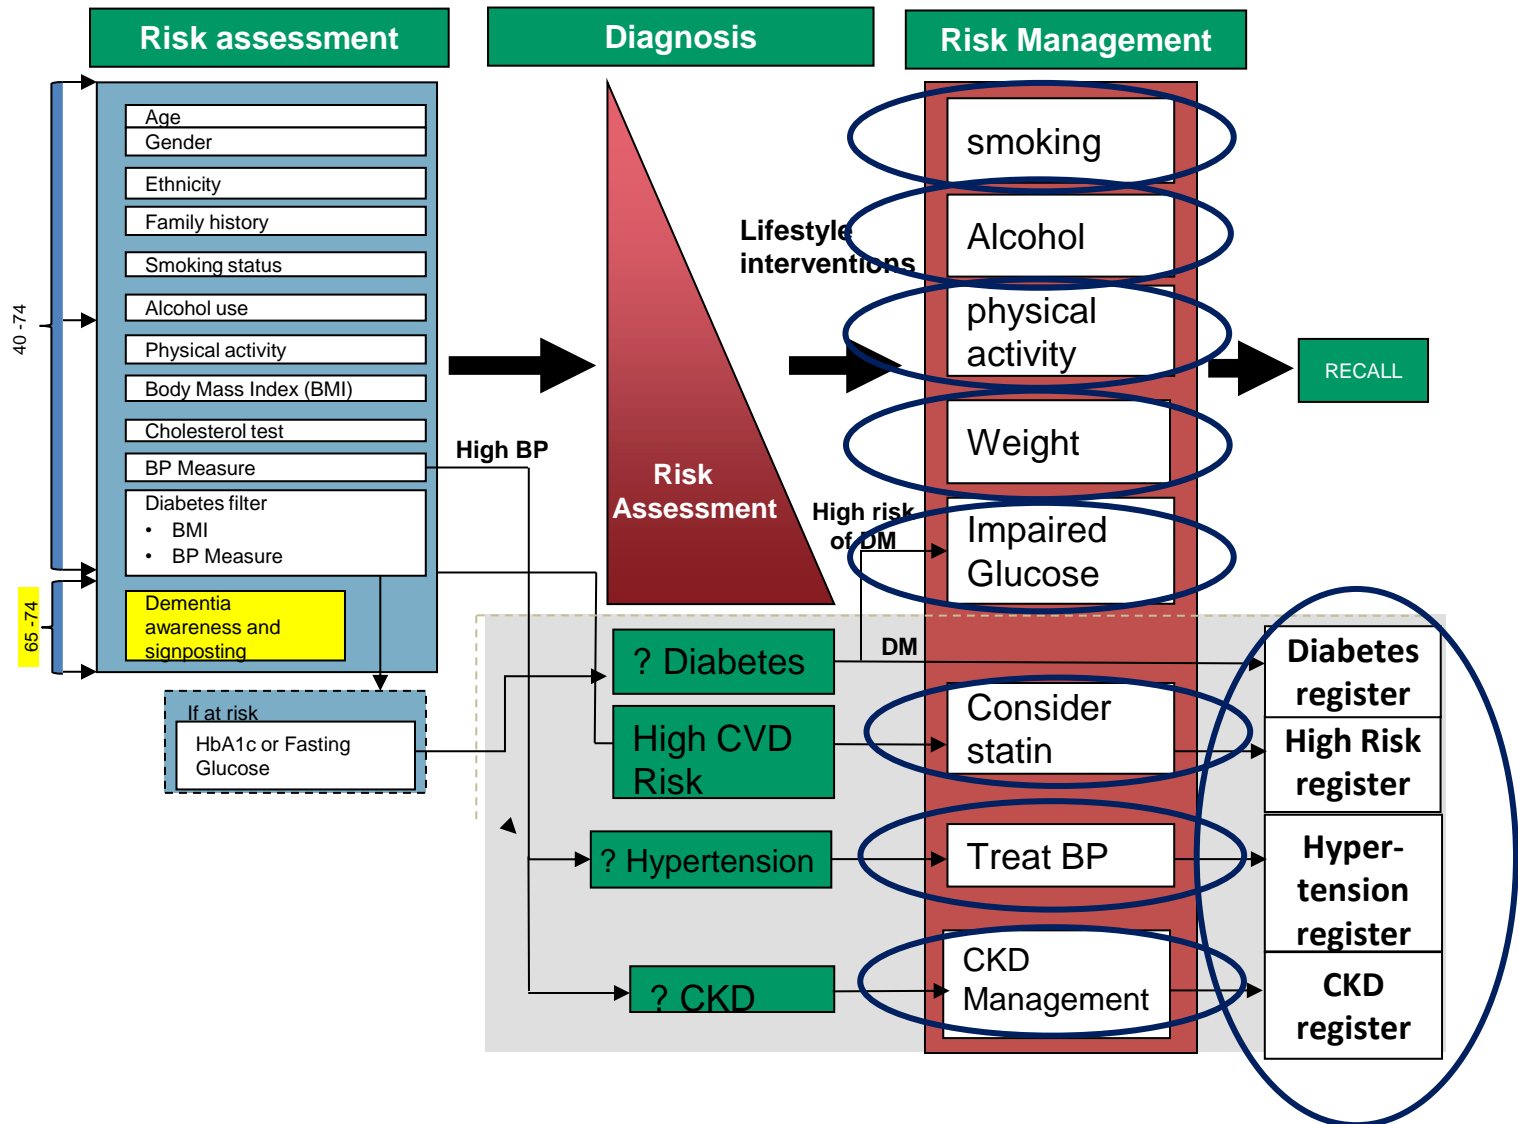 Risk assessment
Diagnosis
Risk Management
40 -74
65 -74
Age
Gender
Ethnicity
Family history
Smoking status
Alcohol use
Physical activity
Body Mass Index (BMI)
Cholesterol test
BP Measure
Diabetes filter
• BMI
• BP Measure
Dementia
awareness and
signposting
If at risk
HbA1c or Fasting
Glucose
High BP
Risk
Assessment
Lifestyle
interventions
High risk
of DM
? Diabetes
DM
High CVD
Risk
? Hypertension
? CKD
smoking
Alcohol
physical
activity
Weight
Impaired
Glucose
Consider
statin
Treat BP
CKD
Management
RECALL
Diabetes
register
High Risk
register
Hyper-
tension
register
CKD
register